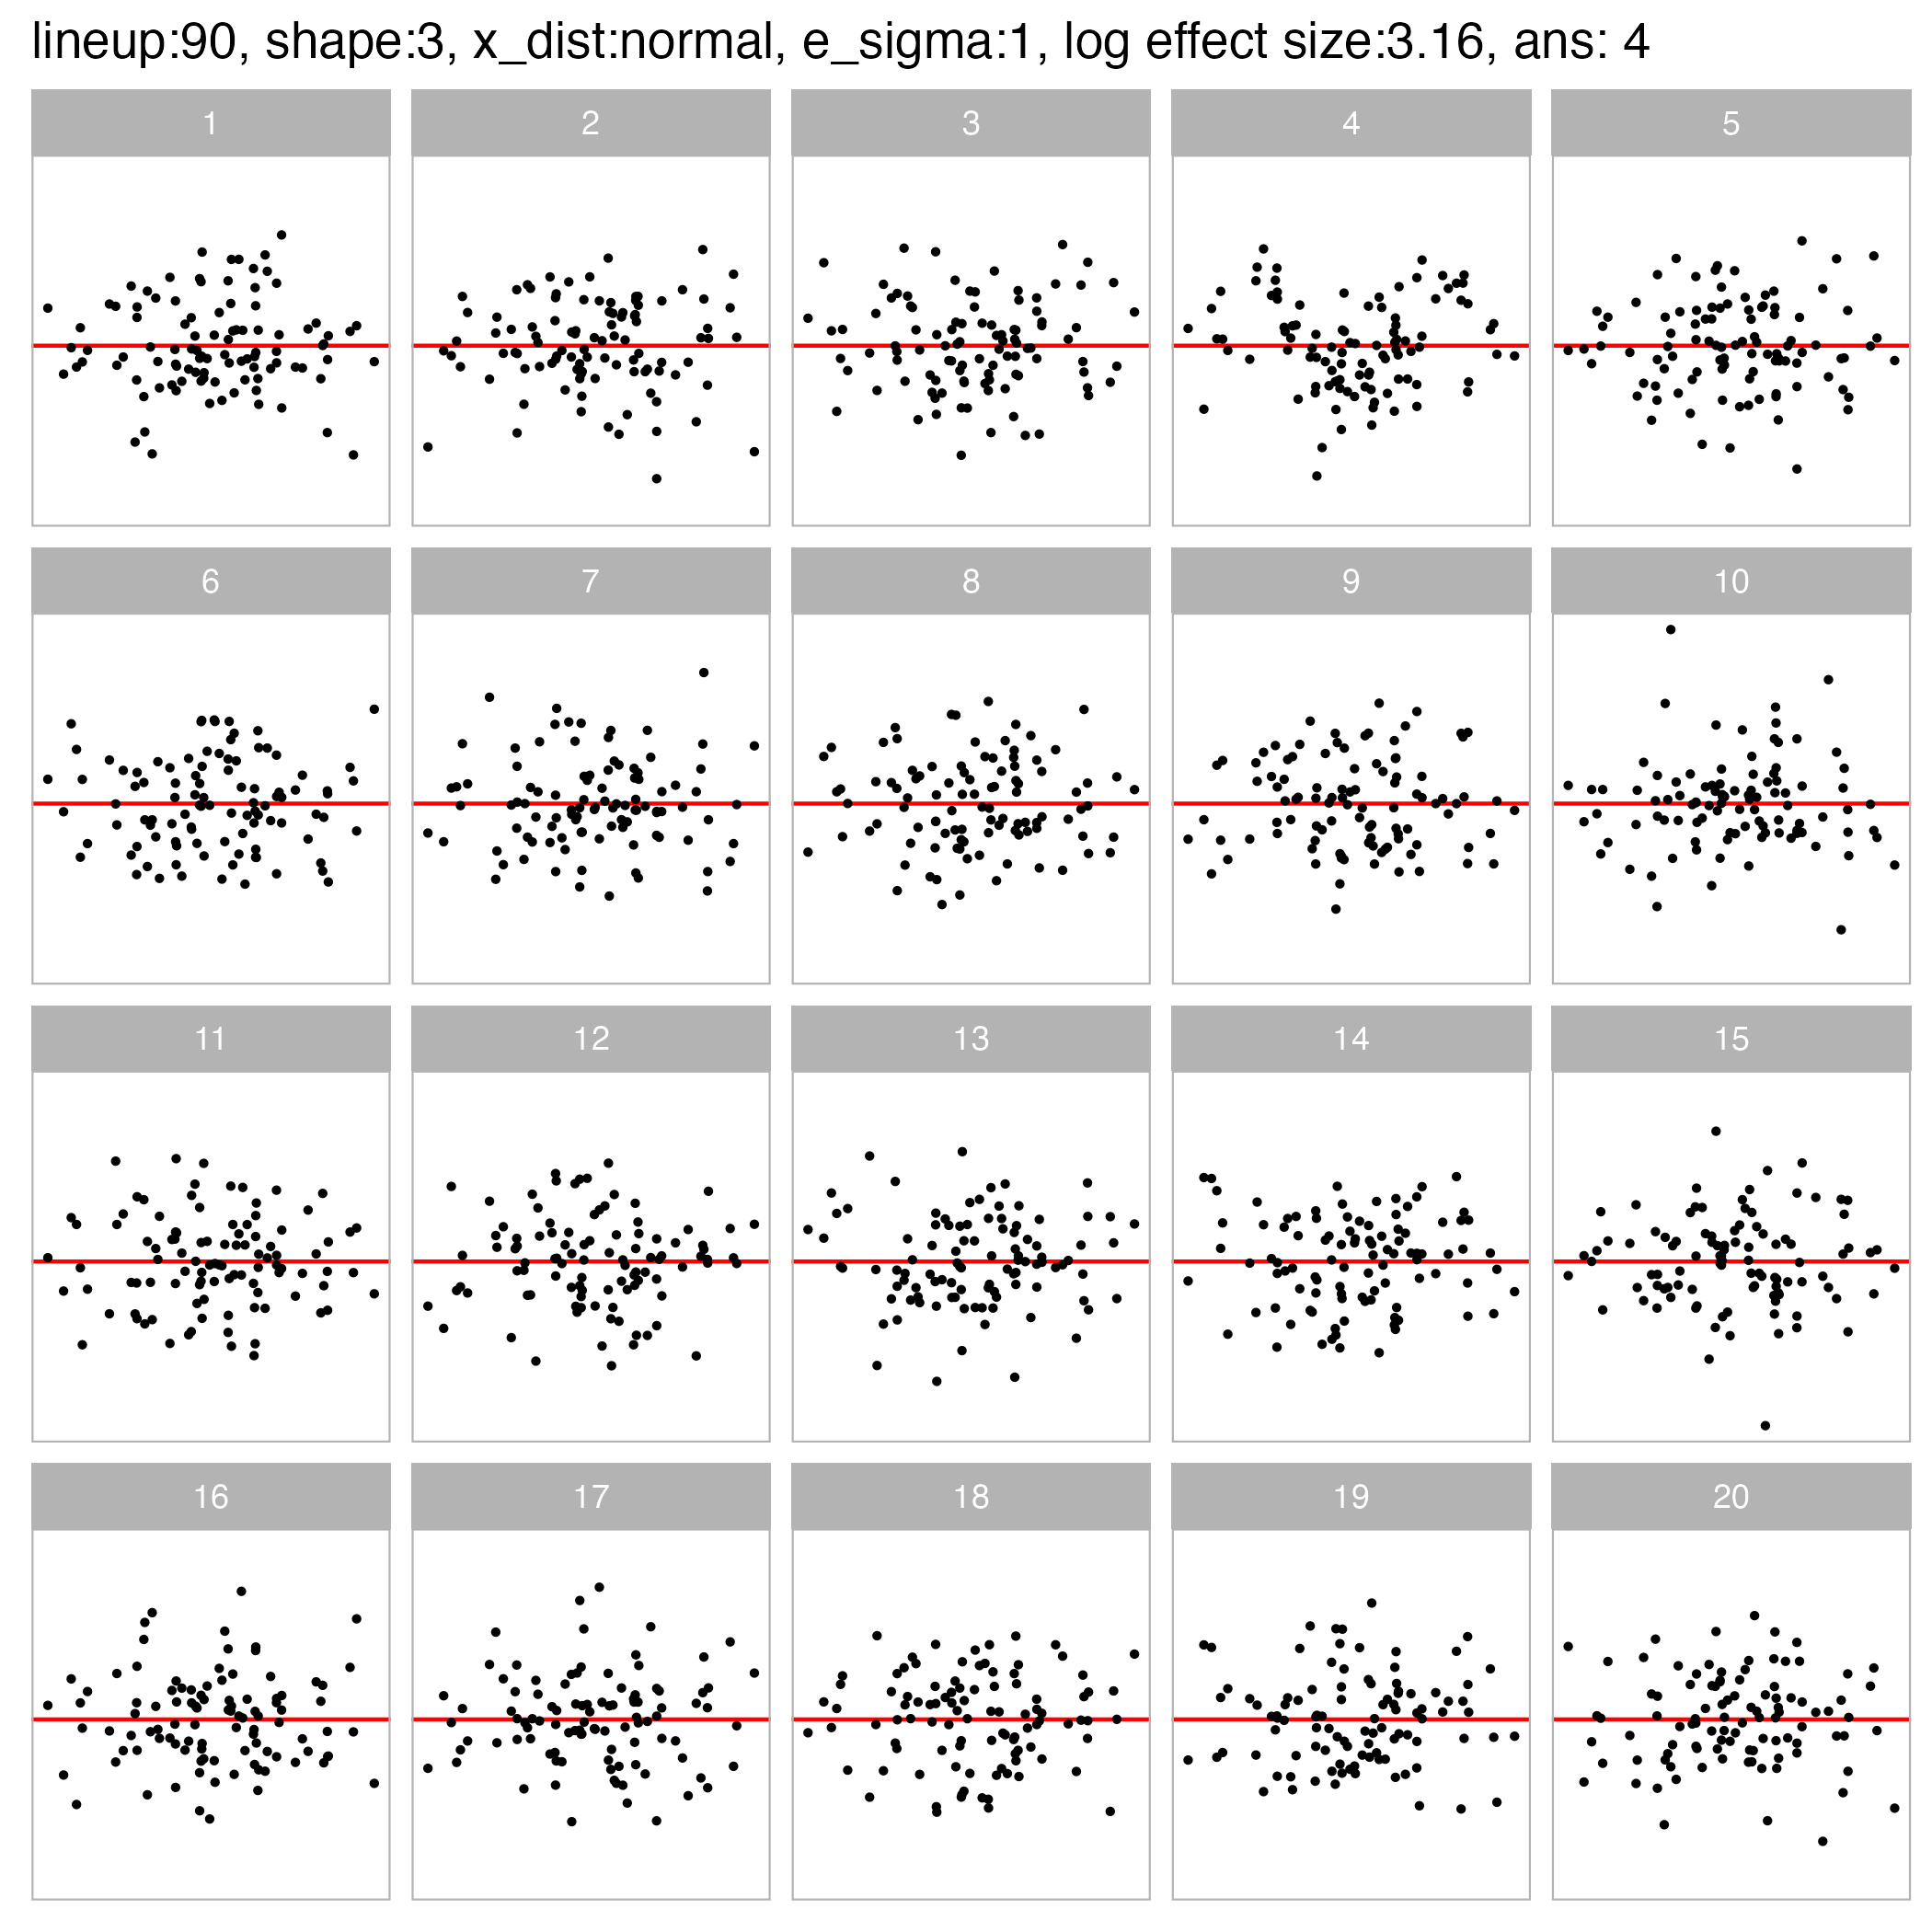 lineup:90, shape:3, x_dist:normal, e_sigma:1, log effect size:3.16, ans: 4
1 2 3 4 5
6 7 8 9 10
11 12 13 14 15
16 17 18 19 20